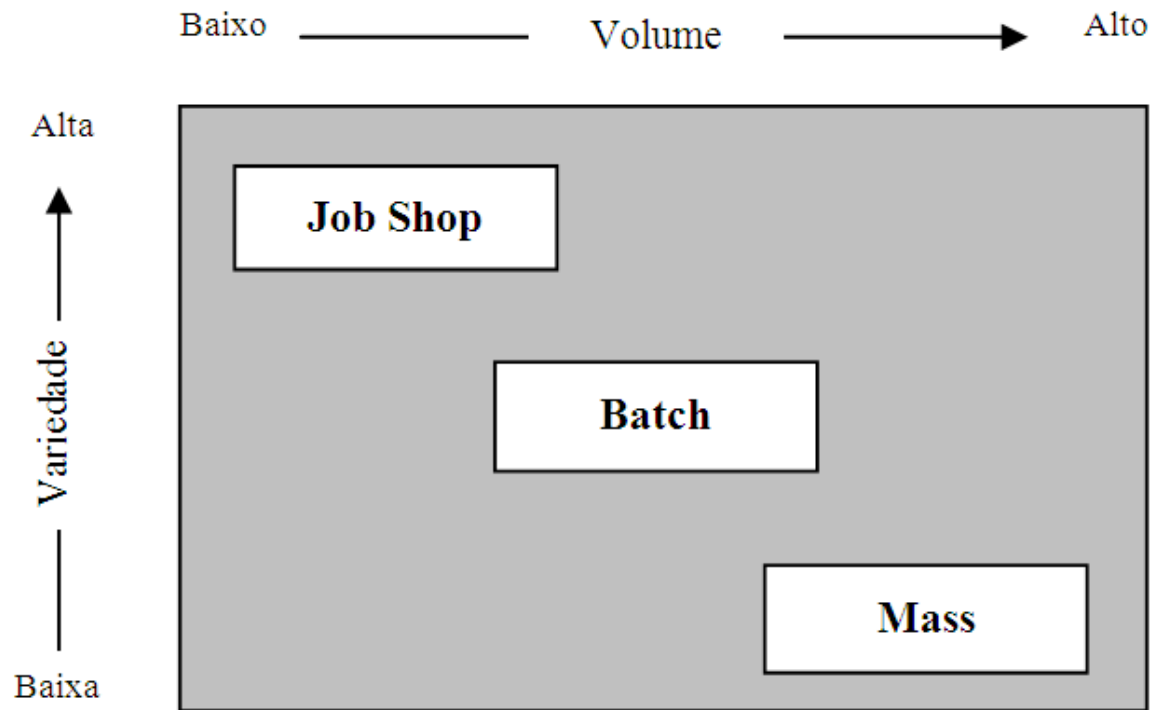 Baixo
Volume
Alto
Alta
Job Shop
Variedade
Batch
Mass
Baixa